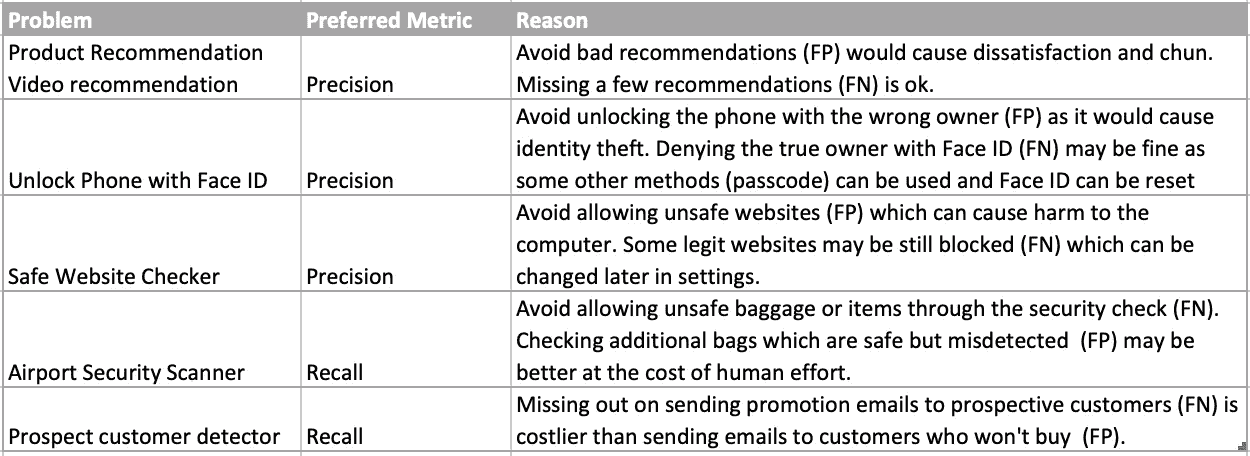 Problem Preferred Metric Reason
Product Recommendation Avoid bad recommendations (FP) would cause dissatisfaction and chun.
Video recommendation Precision Missing a few recommendations (FN) is ok.
Avoid unlocking the phone with the wrong owner (FP) as it would cause
identity theft. Denying the true owner with Face ID (FN) may be fine as
Unlock Phone with Face ID Precision some other methods (passcode) can be used and Face ID can be reset
Avoid allowing unsafe websites (FP) which can cause harm to the
computer. Some legit websites may be still blocked (FN) which can be
Safe Website Checker Precision changed later in settings.
Avoid allowing unsafe baggage or items through the security check (FN).
Checking additional bags which are safe but misdetected (FP) may be
Airport Security Scanner Recall better at the cost of human effort.
Missing out on sending promotion emails to prospective customers (FN) is
Prospect customer detector Recall costlier than sending emails to customers who won't buy (FP).